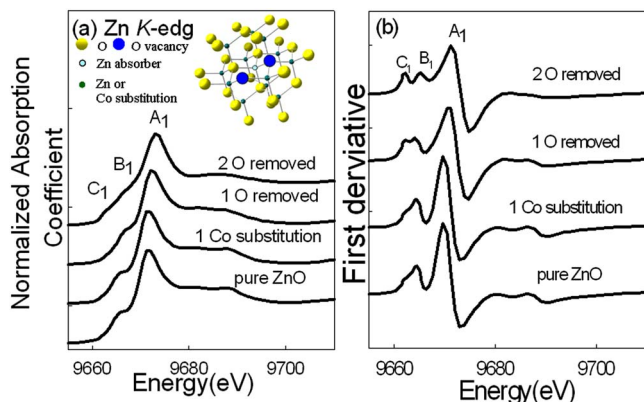 (a) Zn K-edg
O O vacancy
Zn absorber
Zn or
Co substitution
A1
B1
C1
2 O removed
1 O removed
1 Co substitution
pure ZnO
Normalized Absorption
Coefficient
9660 9680 9700
Energy(eV)
(b)
A1
C1 B1
2 O removed
1 O removed
1 Co substitution
pure ZnO
First derviative
9660 9680 9700
Energy(eV)